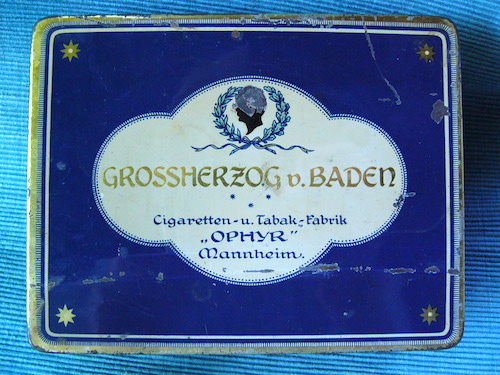 GROSSHERZOG v. BADEN
Cigaretten- u. Tabak-Fabrik
„OPHYR"
Mannheim.